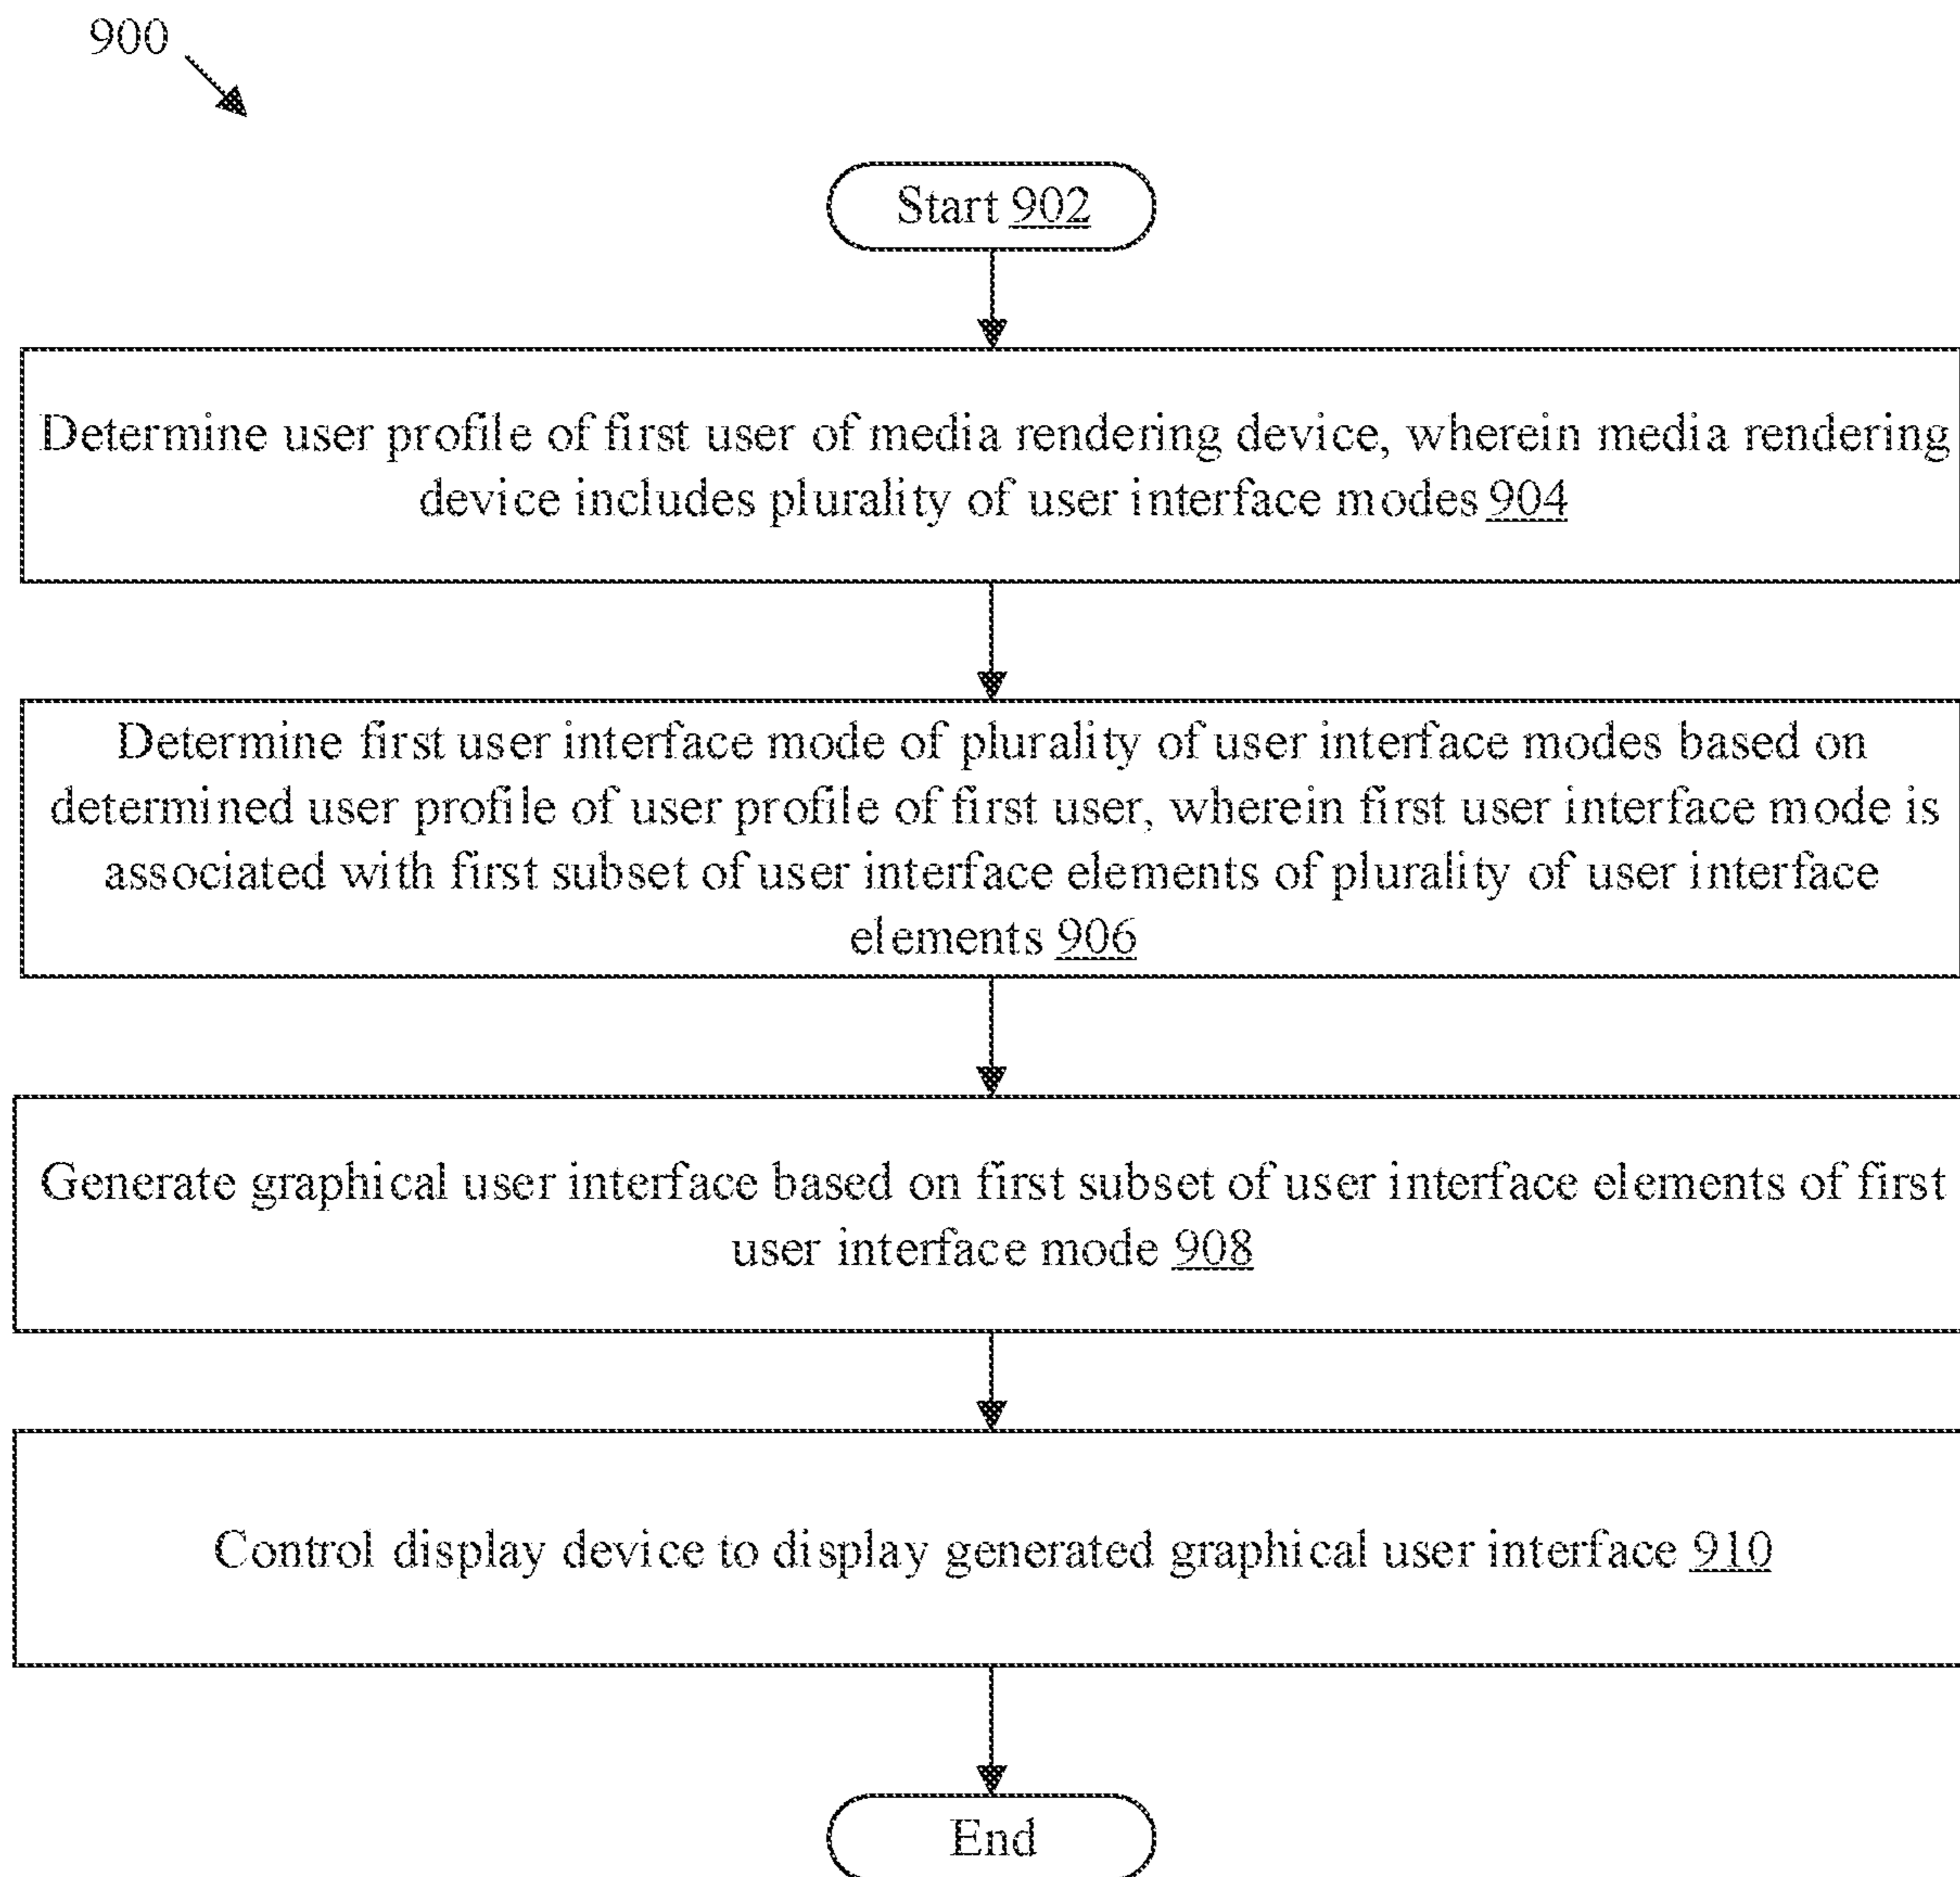 900
Start 902
Determine user profile of first user of media rendering device, wherein media rendering
device includes plurality of user interface modes 904
Determine first user interface mode of plurality of user interface modes based on
determined user profile of user profile of first user, wherein first user interface mode is
associated with first subset of user interface elements of plurality of user interface
elements 906
Generate graphical user interface based on first subset of user interface elements of first
user interface mode 908
Control display device to display generated graphical user interface 910
End